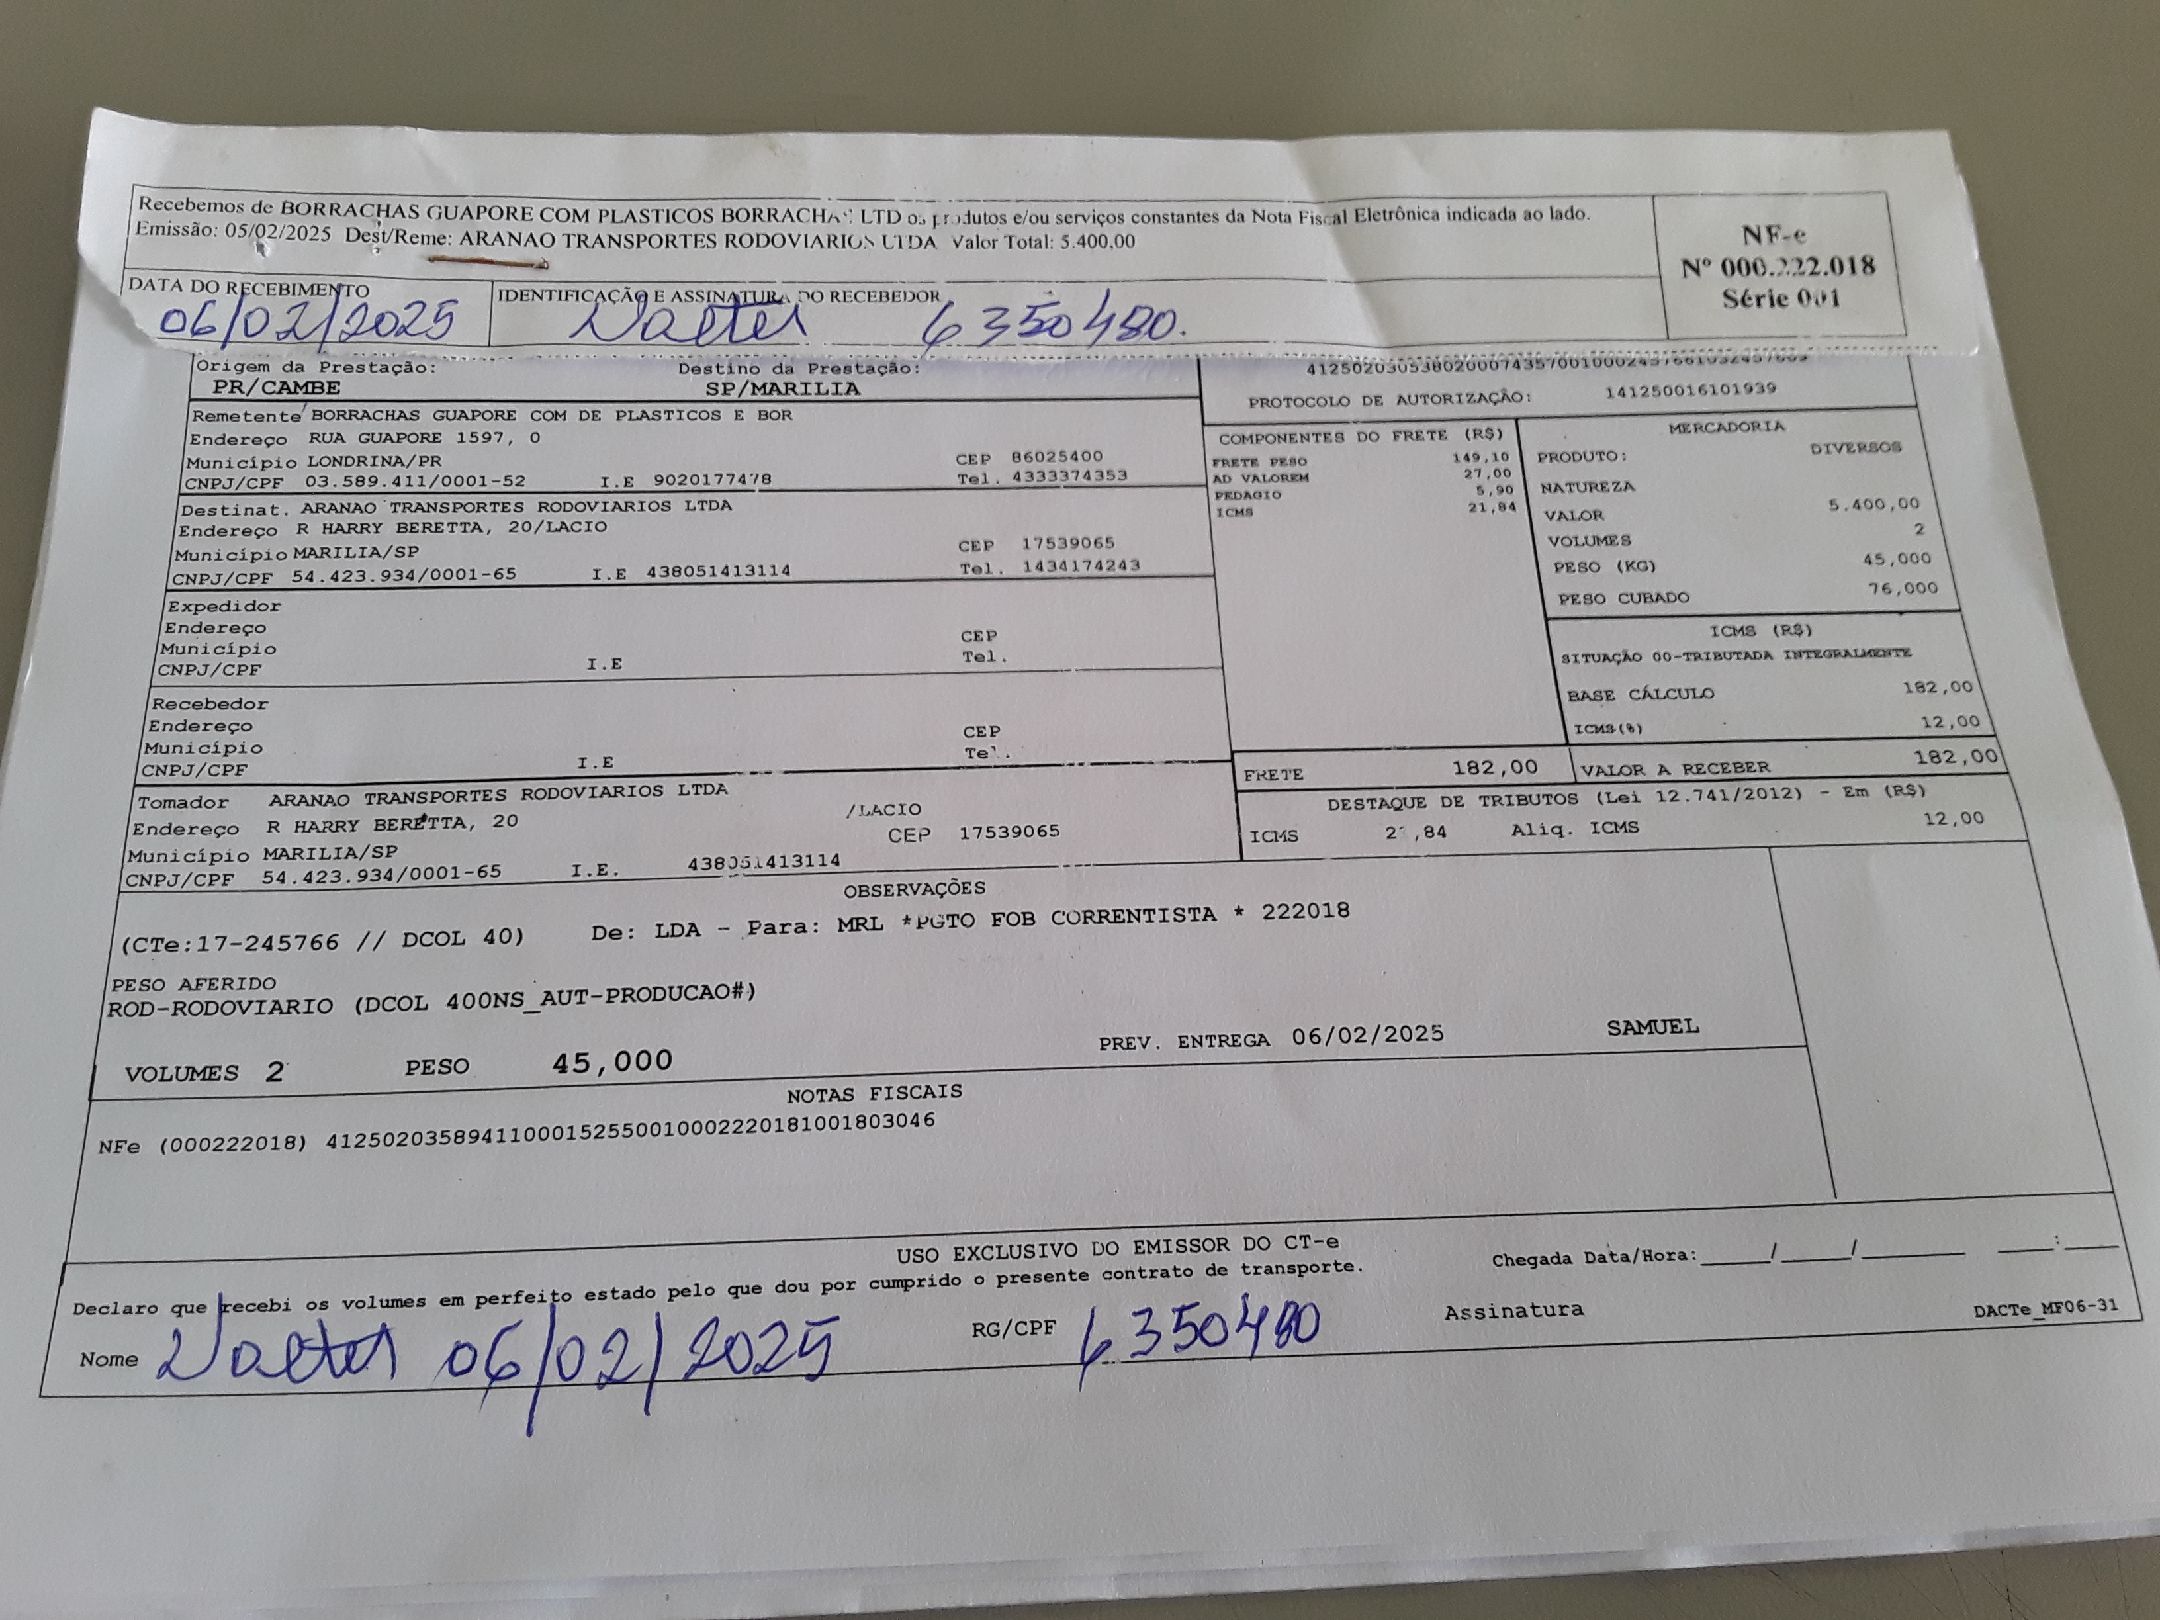 Recebemos de BORRACHAS GUAPORE COM PLASTICOS BORRACHAS LTD os produtos e/ou serviços constantes da Nota Fiscal Eletrônica indicada ao lado.
Emissão: 05/02/2025 Dest/Reme: ARANAO TRANSPORTES RODOVIARIOS LTDA Valor Total: 5.400,00
NF-e
Nº 000.222.018
Série 001
DATA DO RECEBIMENTO
06/02/2025
IDENTIFICAÇÃO E ASSINATURA DO RECEBEDOR
6350480.
Origem da Prestação:
PR/CAMBE
Destino da Prestação:
SP/MARILIA
PROTOCOLO DE AUTORIZAÇÃO: 141250016101939
Remetente BORRACHAS GUAPORE COM DE PLASTICOS E BOR
Endereço RUA GUAPORE 1597, 0
Município LONDRINA/PR CEP 86025400
CNPJ/CPF 03.589.411/0001-52 I.E 9020177478 Tel. 4333374353
Destinat. ARANAO TRANSPORTES RODOVIARIOS LTDA
Endereço R HARRY BERETTA, 20/LACIO
Município MARILIA/SP CEP 17539065
CNPJ/CPF 54.423.934/0001-65 I.E 438051413114 Tel. 1434174243
Expedidor
Endereço
Município CEP
CNPJ/CPF I.E Tel.
Recebedor
Endereço
Município CEP
CNPJ/CPF I.E Tel.
Tomador ARANAO TRANSPORTES RODOVIARIOS LTDA
Endereço R HARRY BERETTA, 20 /LACIO
Município MARILIA/SP CEP 17539065
CNPJ/CPF 54.423.934/0001-65 I.E. 438051413114
COMPONENTES DO FRETE (R$)
FRETE PESO 149,10
AD VALOREM 27,00
PEDAGIO 5,90
ICMS 21,84
MERCADORIA
PRODUTO: DIVERSOS
NATUREZA
VALOR 5.400,00
VOLUMES 2
PESO (KG) 45,000
PESO CUBADO 76,000
ICMS (R$)
SITUAÇÃO 00-TRIBUTADA INTEGRALMENTE
BASE CÁLCULO 182,00
ICMS(%) 12,00
FRETE 182,00 VALOR A RECEBER 182,00
DESTAQUE DE TRIBUTOS (Lei 12.741/2012) - Em (R$)
ICMS 21,84 Aliq. ICMS 12,00
OBSERVAÇÕES
(CTe:17-245766 // DCOL 40) De: LDA - Para: MRL *PGTO FOB CORRENTISTA * 222018
PESO AFERIDO
ROD-RODOVIARIO (DCOL 400NS_AUT-PRODUCAO#)
PREV. ENTREGA 06/02/2025 SAMUEL
VOLUMES 2 PESO 45,000
NOTAS FISCAIS
NFe (000222018) 41250203589411000152550010002220181001803046
USO EXCLUSIVO DO EMISSOR DO CT-e
Declaro que recebi os volumes em perfeito estado pelo que dou por cumprido o presente contrato de transporte.
Chegada Data/Hora:____/____/______ ___:___
Nome 06/02/2025 RG/CPF 6350480 Assinatura
DACTe_MF06-31